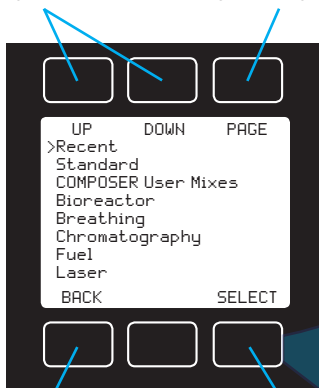 UP DOWN PAGE
>Recent
Standard
COMPOSER User Mixes
Bioreactor
Breathing
Chromatography
Fuel
Laser
BACK SELECT